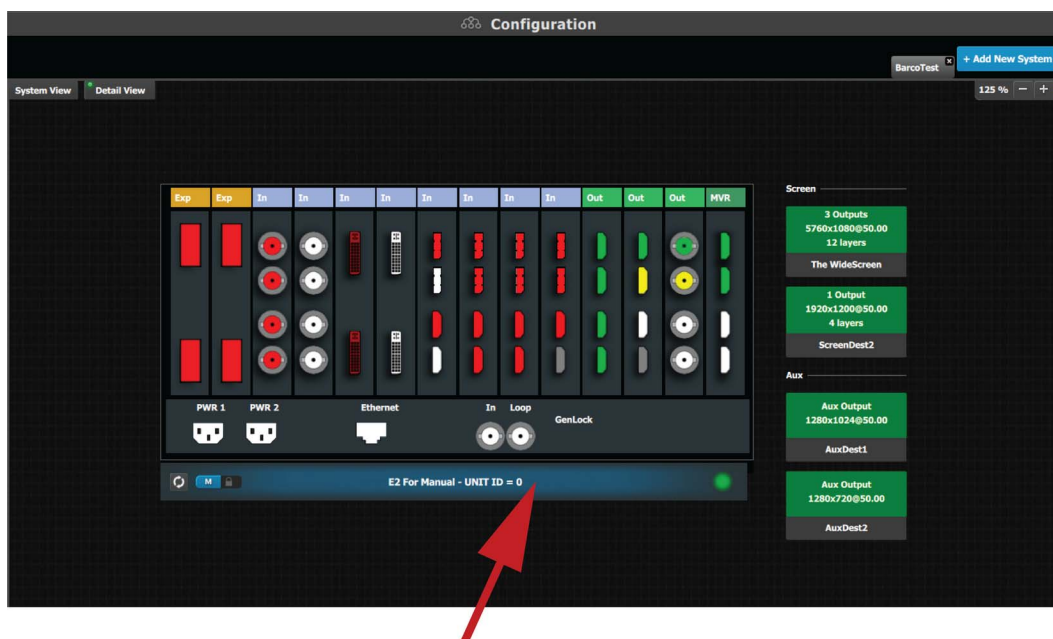 Configuration
BarcoTest
+ Add New System
System View
Detail View
125 %
Exp Exp In In In In In In In In Out Out Out MVR
PWR 1 PWR 2 Ethernet In Loop GenLock
M
E2 For Manual - UNIT ID = 0
Screen
3 Outputs
5760x1080@50.00
12 layers
The WideScreen
1 Output
1920x1200@50.00
4 layers
ScreenDest2
Aux
Aux Output
1280x1024@50.00
AuxDest1
Aux Output
1280x720@50.00
AuxDest2